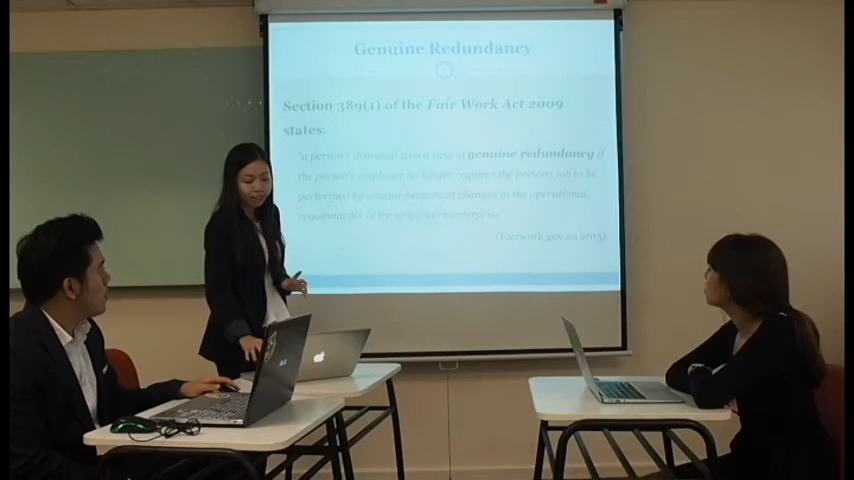 Genuine Redundancy
Section 389(1) of the Fair Work Act 2009
states:
"a person's dismissal was a case of genuine redundancy if
the person's employer no longer requires the persons job to be
performed by anyone because of changes in the operational
requirements of the employer's enterprise"
(Fairwork.gov.au 2015)